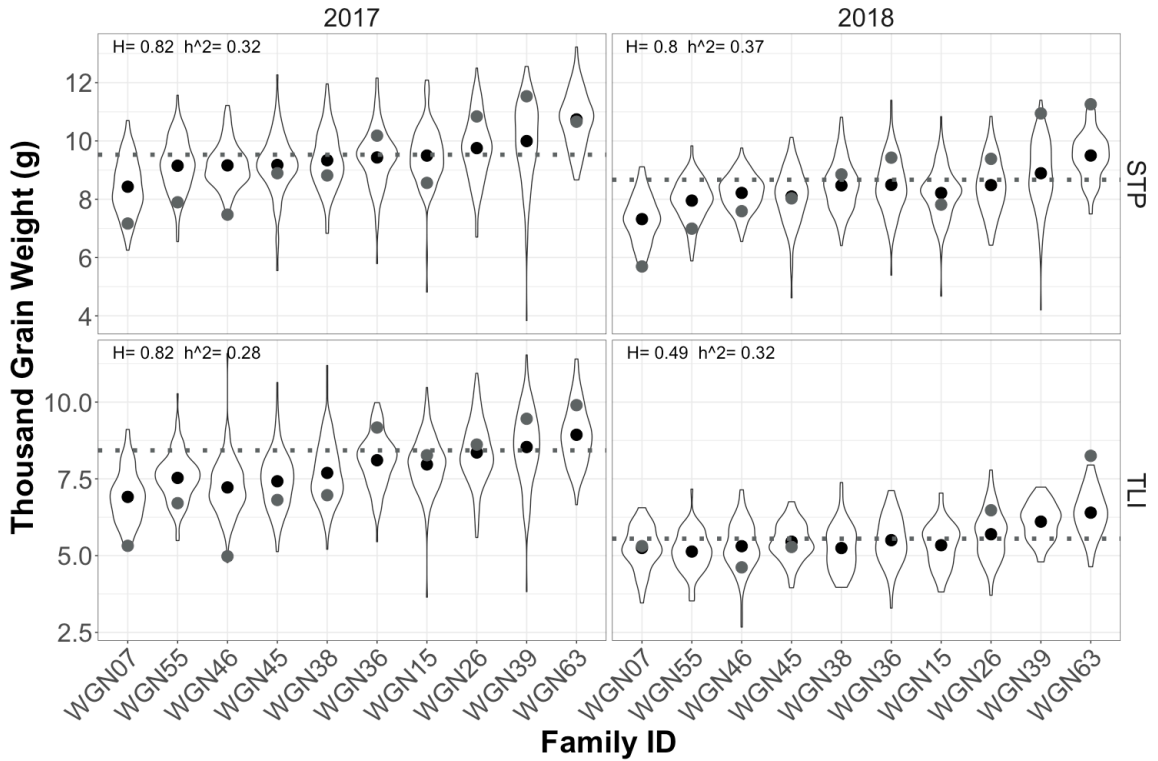 2017 2018
H= 0.82 h^2= 0.32
H= 0.8 h^2= 0.37
12
10
8
6
4
STP
H= 0.82 h^2= 0.28
H= 0.49 h^2= 0.32
10.0
7.5
5.0
2.5
TLI
Thousand Grain Weight (g)
WGN07 WGN55 WGN46 WGN45 WGN38 WGN36 WGN15 WGN26 WGN39 WGN63
WGN07 WGN55 WGN46 WGN45 WGN38 WGN36 WGN15 WGN26 WGN39 WGN63
Family ID